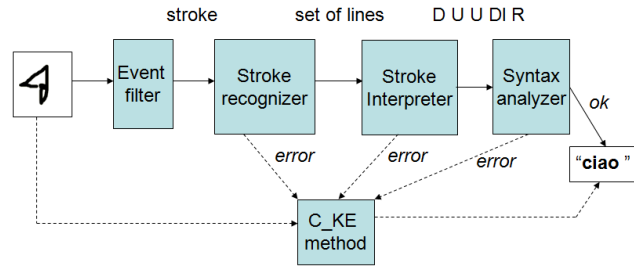 stroke
set of lines
D U U DI R
Event
filter
Stroke
recognizer
Stroke
Interpreter
Syntax
analyzer
ok
error
error
error
"ciao "
C_KE
method